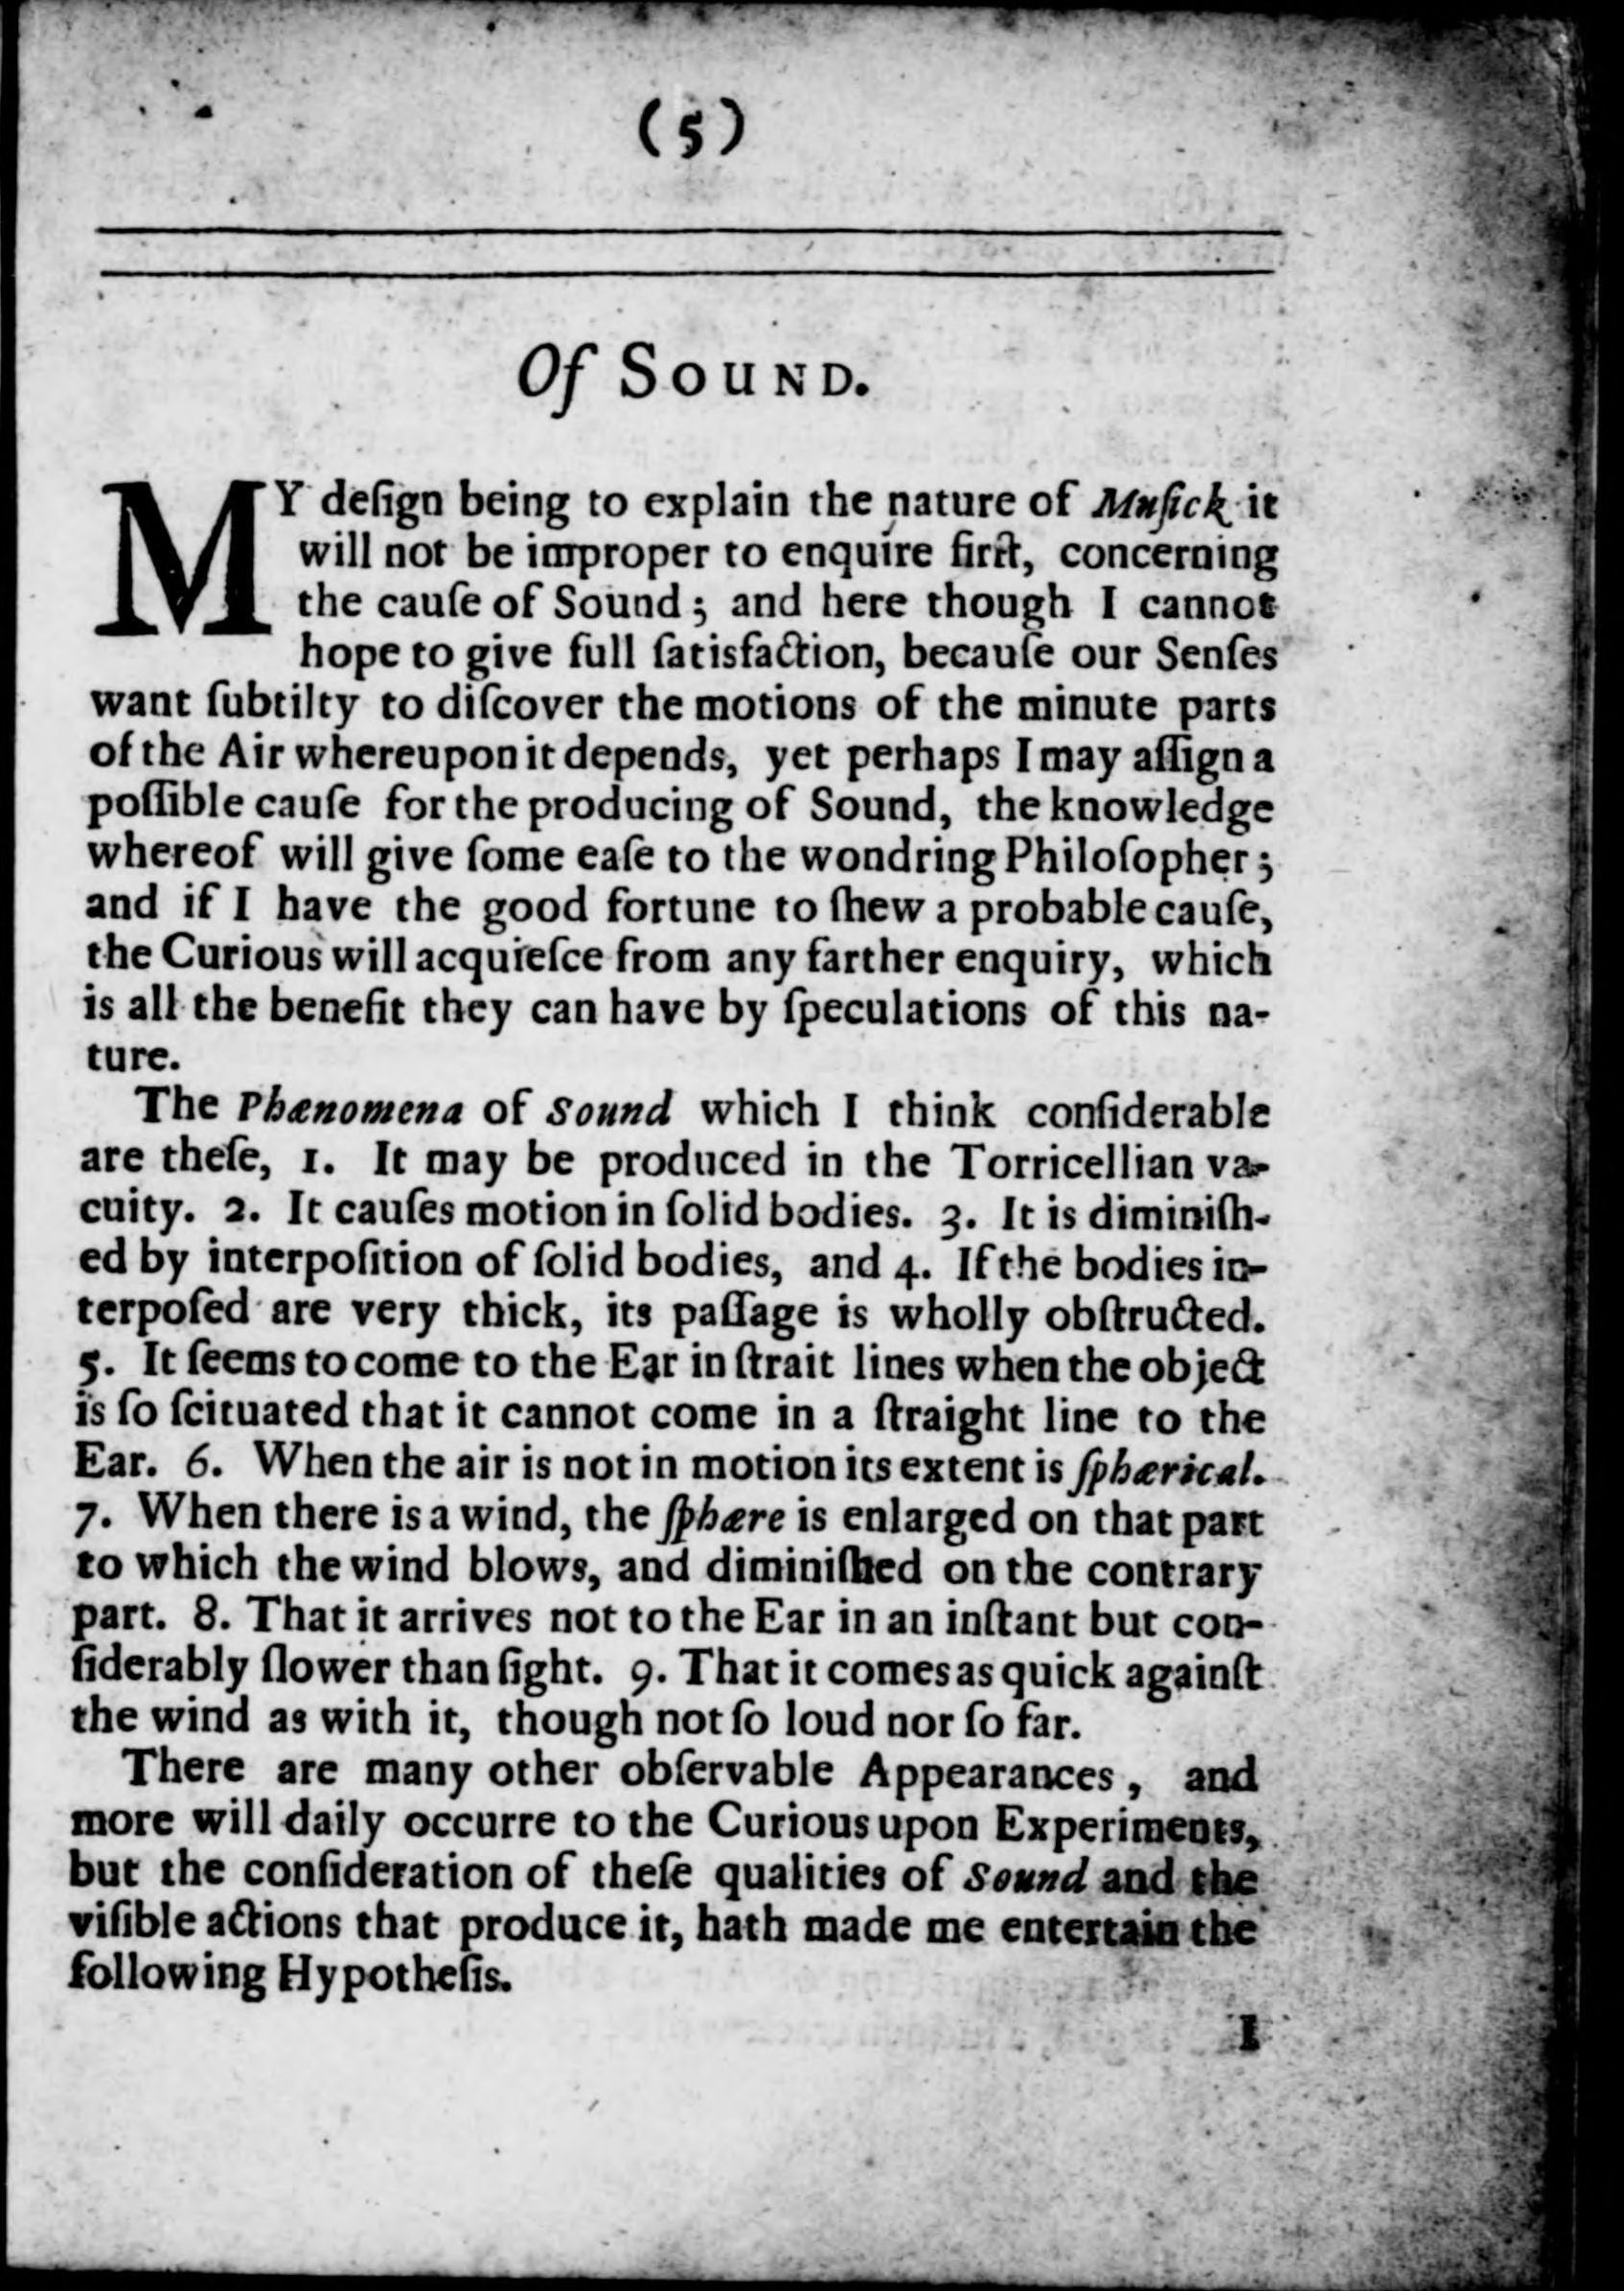 (5)
Of SOUND.
MY deſign being to explain the nature of Muſick it
will not be improper to enquire firſt, concerning
the cauſe of Sound; and here though I cannot
hope to give full ſatisfaction, becauſe our Senſes
want ſubtilty to diſcover the motions of the minute parts
of the Air whereupon it depends, yet perhaps I may aſſign a
poſſible cauſe for the producing of Sound, the knowledge
whereof will give ſome eaſe to the wondring Philoſopher;
and if I have the good fortune to ſhew a probable cauſe,
the Curious will acquieſce from any farther enquiry, which
is all the benefit they can have by ſpeculations of this na-
ture.
The Phænomena of Sound which I think conſiderable
are theſe, 1. It may be produced in the Torricellian va-
cuity. 2. It cauſes motion in ſolid bodies. 3. It is diminiſh-
ed by interpoſition of ſolid bodies, and 4. If the bodies in-
terpoſed are very thick, its paſſage is wholly obſtructed.
5. It ſeems to come to the Ear in ſtrait lines when the object
is ſo ſcituated that it cannot come in a ſtraight line to the
Ear. 6. When the air is not in motion its extent is ſphærical.
7. When there is a wind, the ſphære is enlarged on that part
to which the wind blows, and diminiſhed on the contrary
part. 8. That it arrives not to the Ear in an inſtant but con-
ſiderably ſlower than ſight. 9. That it comes as quick againſt
the wind as with it, though not ſo loud nor ſo far.
There are many other obſervable Appearances, and
more will daily occurre to the Curious upon Experiments,
but the conſideration of theſe qualities of Sound and the
viſible actions that produce it, hath made me entertain the
following Hypotheſis.
I